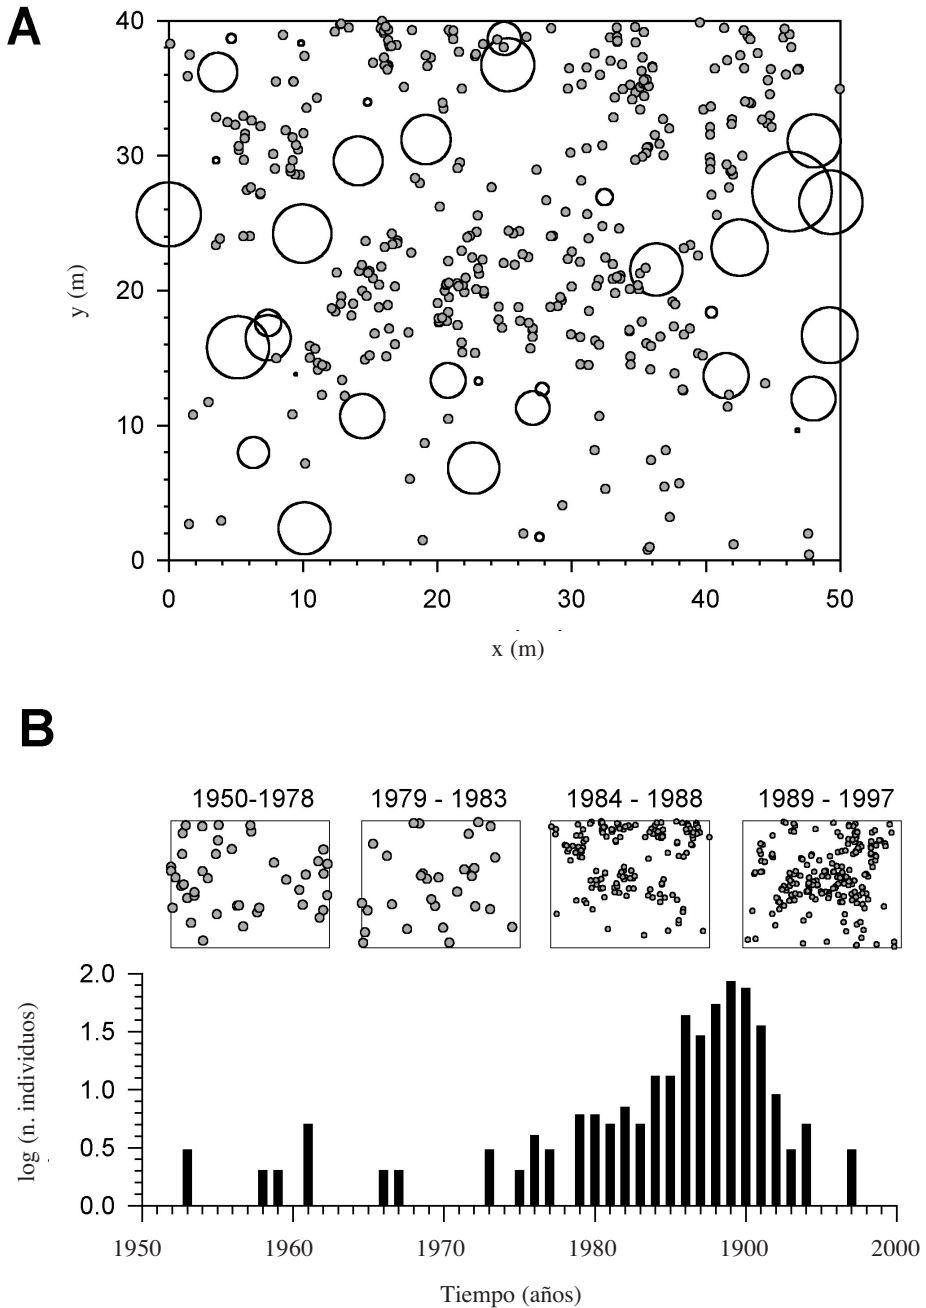 A
40
30
20
10
0
y (m)
0 10 20 30 40 50
x (m)
B
1950-1978 1979 - 1983 1984 - 1988 1989 - 1997
2.0
1.5
1.0
0.5
0.0
log (n. individuos)
1950 1960 1970 1980 1900 2000
Tiempo (años)